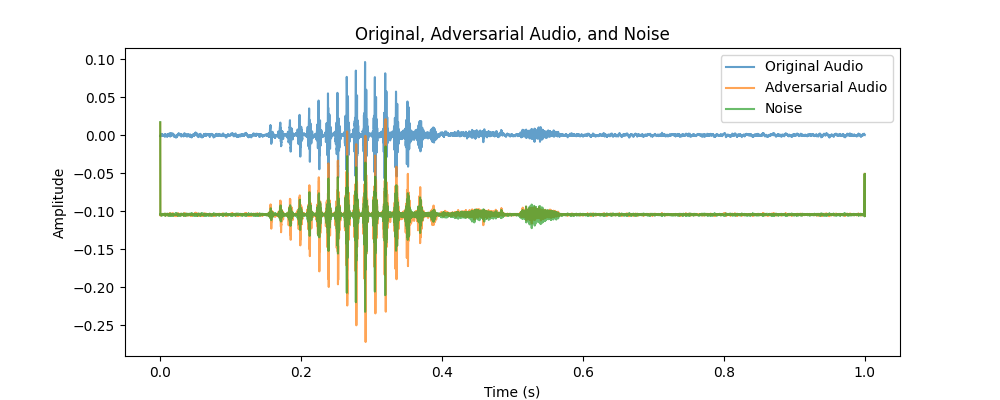 Original, Adversarial Audio, and Noise
Original Audio
Adversarial Audio
Noise
0.10
0.05
0.00
−0.05
−0.10
−0.15
−0.20
−0.25
Amplitude
0.0
0.2
0.4
0.6
0.8
1.0
Time (s)